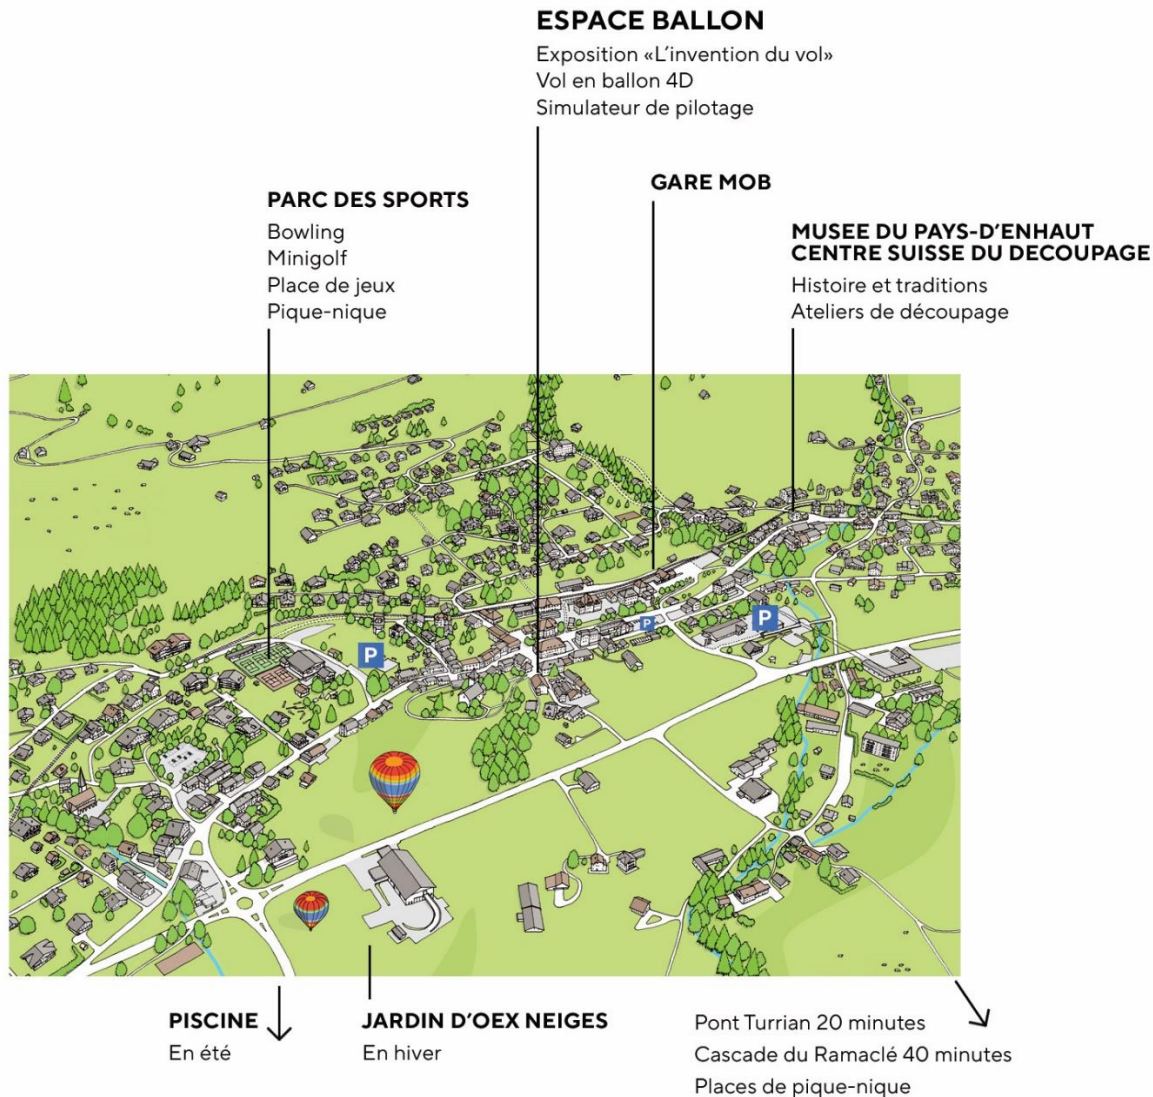 ESPACE BALLON
Exposition «L'invention du vol»
Vol en ballon 4D
Simulateur de pilotage
GARE MOB
PARC DES SPORTS
Bowling
Minigolf
Place de jeux
Pique-nique
MUSEE DU PAYS-D'ENHAUT
CENTRE SUISSE DU DECOUPAGE
Histoire et traditions
Ateliers de découpage
P
P
P
PISCINE
En été
JARDIN D'OEX NEIGES
En hiver
Pont Turrian 20 minutes
Cascade du Ramaclé 40 minutes
Places de pique-nique